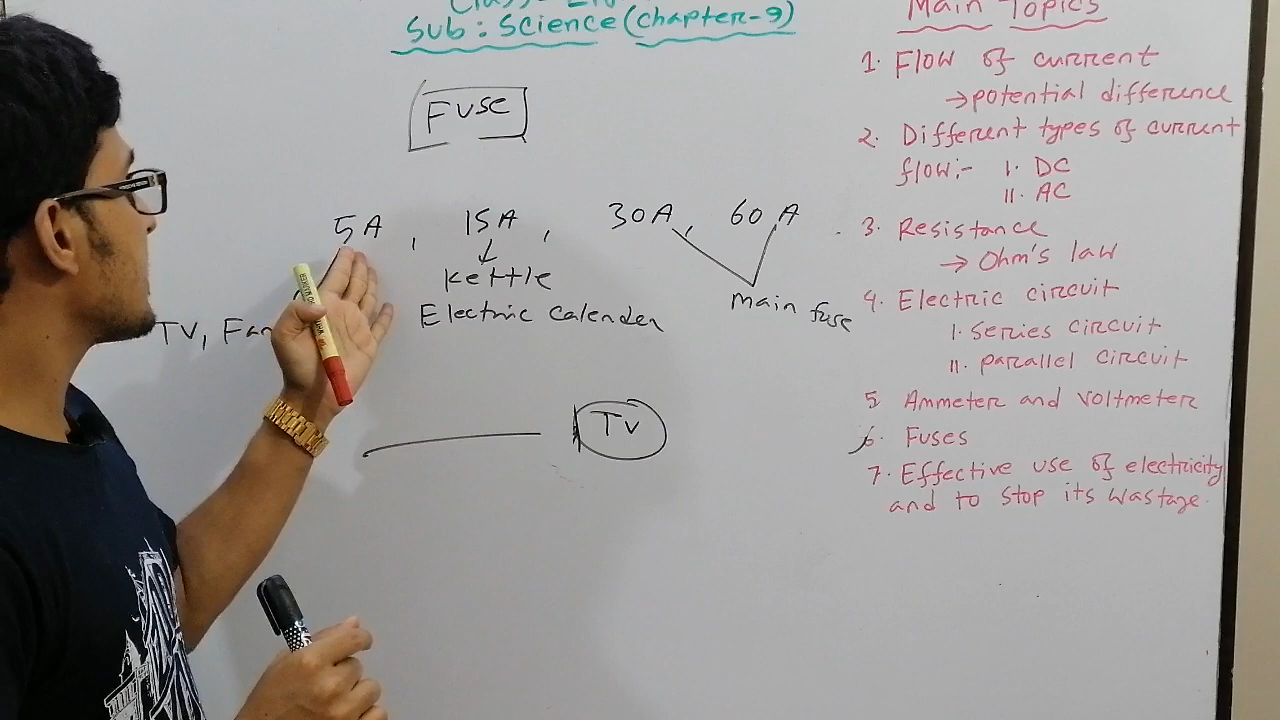 Sub : Science (chapter-9)
Fuse
5A , 15A , 30A, 60 A
Kettle
Electric Calender
TV, Fan
Main fuse
TV
Main Topics
1. Flow of current
→ potential difference
2. Different types of current
flow:- I. DC
II. AC
3. Resistance
→ Ohm's law
4. Electric circuit
I. series circuit
II. parallel circuit
5 Ammeter and voltmeter
6. Fuses
7. Effective use of electricity
and to stop its wastage.